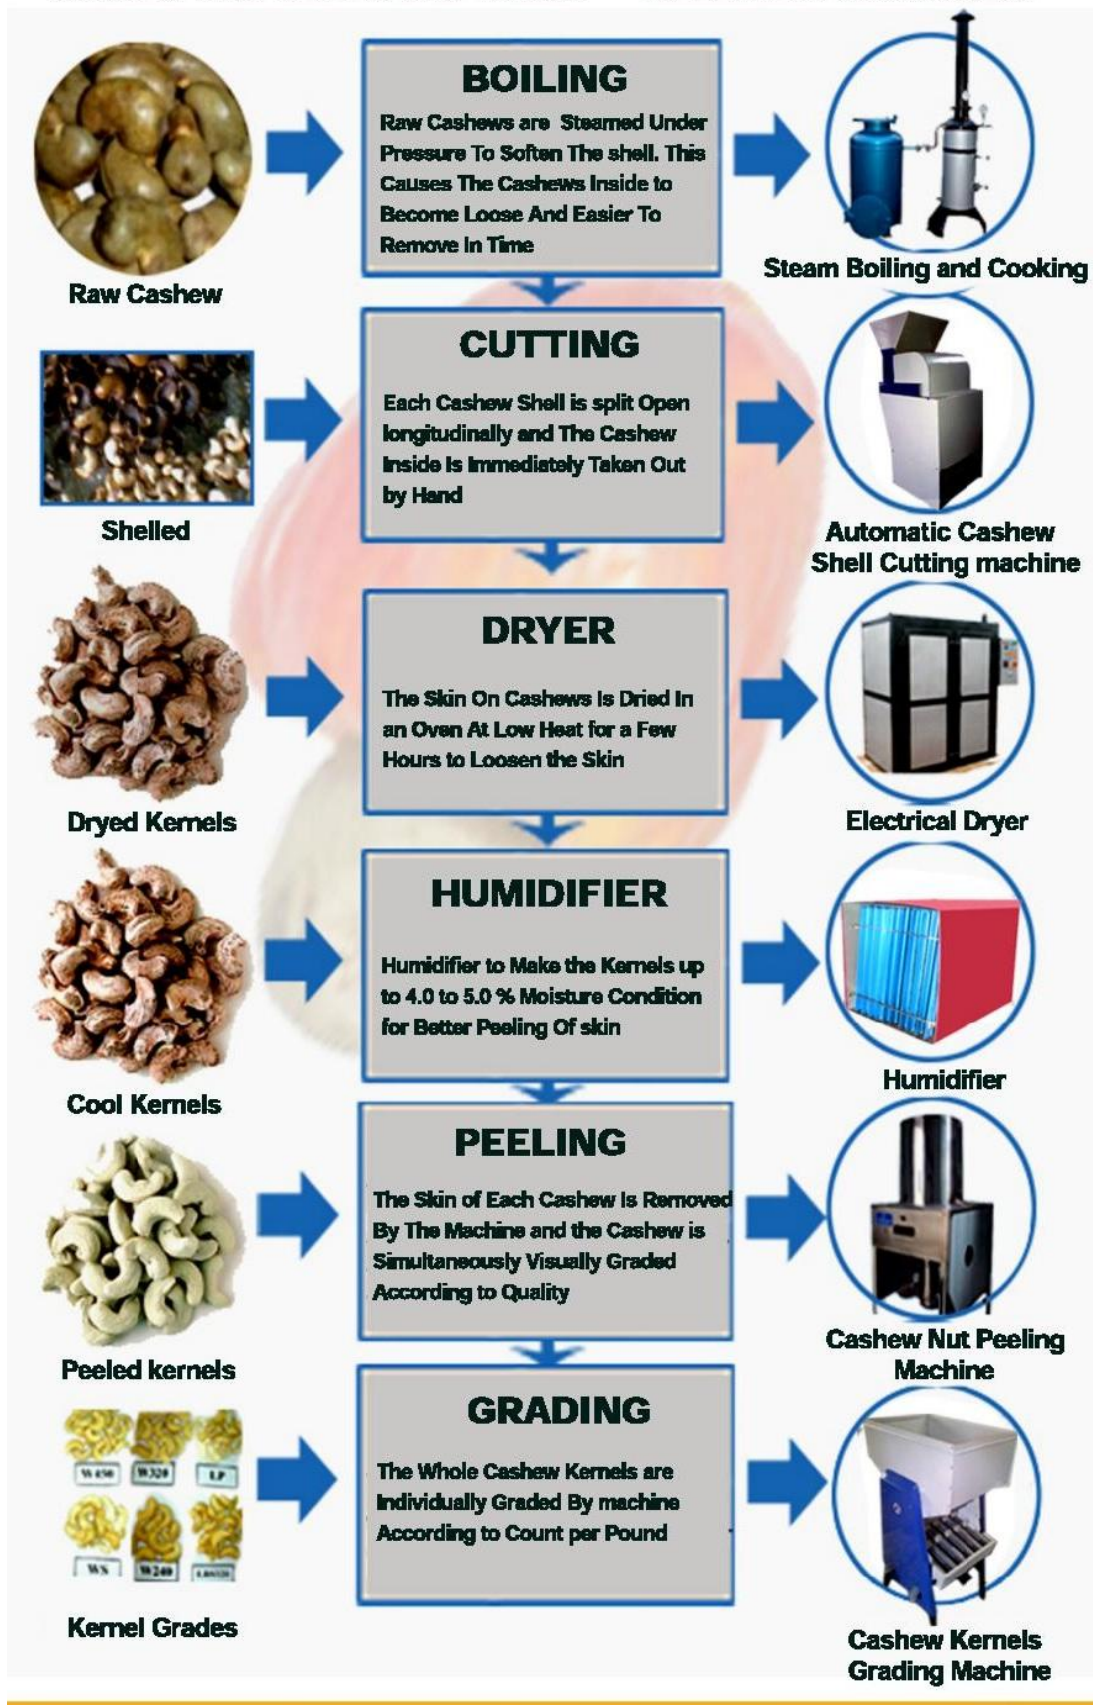 BOILING
Raw Cashews are Steamed Under
Pressure To Soften The shell. This
Causes The Cashews Inside to
Become Loose And Easier To
Remove In Time
Raw Cashew
Steam Boiling and Cooking
CUTTING
Each Cashew Shell is split Open
longitudinally and The Cashew
Inside Is Immediately Taken Out
by Hand
Shelled
Automatic Cashew
Shell Cutting machine
DRYER
The Skin On Cashews Is Dried In
an Oven At Low Heat for a Few
Hours to Loosen the Skin
Dryed Kernels
Electrical Dryer
HUMIDIFIER
Humidifier to Make the Kernels up
to 4.0 to 5.0 % Moisture Condition
for Better Peeling Of skin
Cool Kernels
Humidifier
PEELING
The Skin of Each Cashew Is Removed
By The Machine and the Cashew is
Simultaneously Visually Graded
According to Quality
Peeled kernels
Cashew Nut Peeling
Machine
GRADING
The Whole Cashew Kernels are
Individually Graded By machine
According to Count per Pound
W450 W320 LP
WS W240
Kernel Grades
Cashew Kernels
Grading Machine